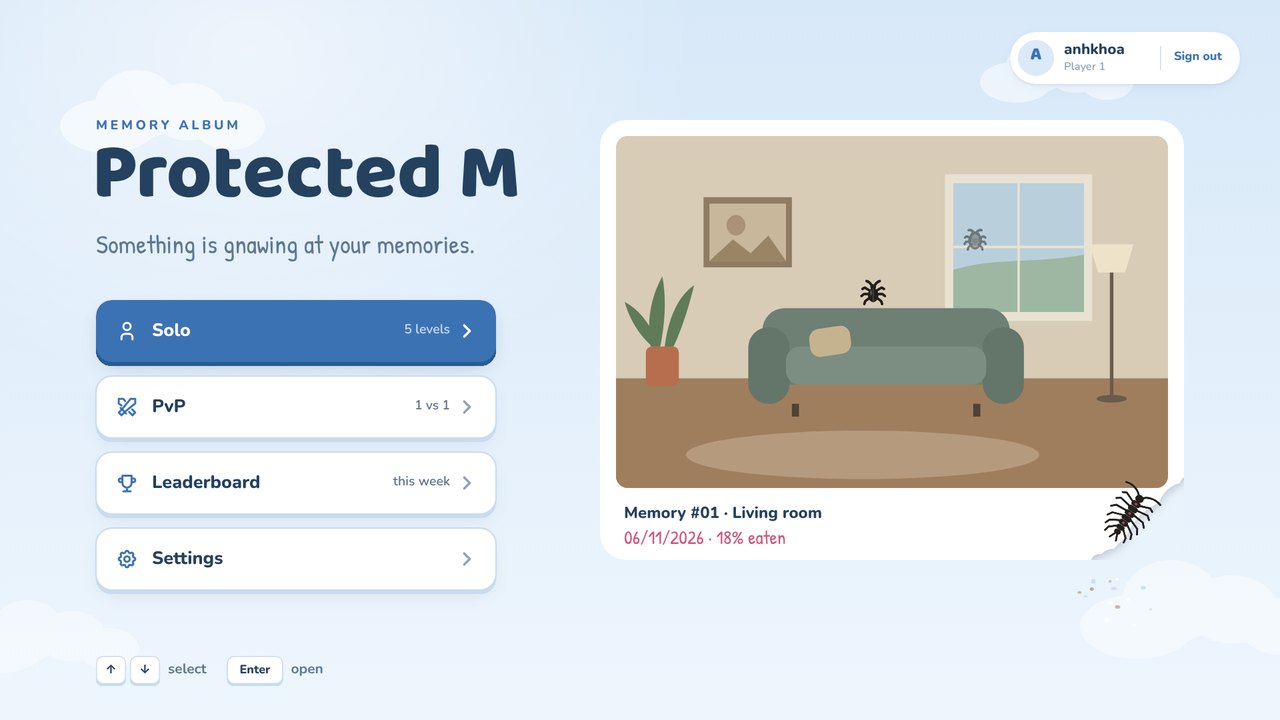 anhkhoa
A
Player 1
Sign out
MEMORY ALBUM
Protected M
Something is gnawing at your memories.
Solo
5 levels
PvP
1 vs 1
Leaderboard
this week
Settings
Memory #01 · Living room
06/11/2026 · 18% eaten
↑ ↓ select Enter open